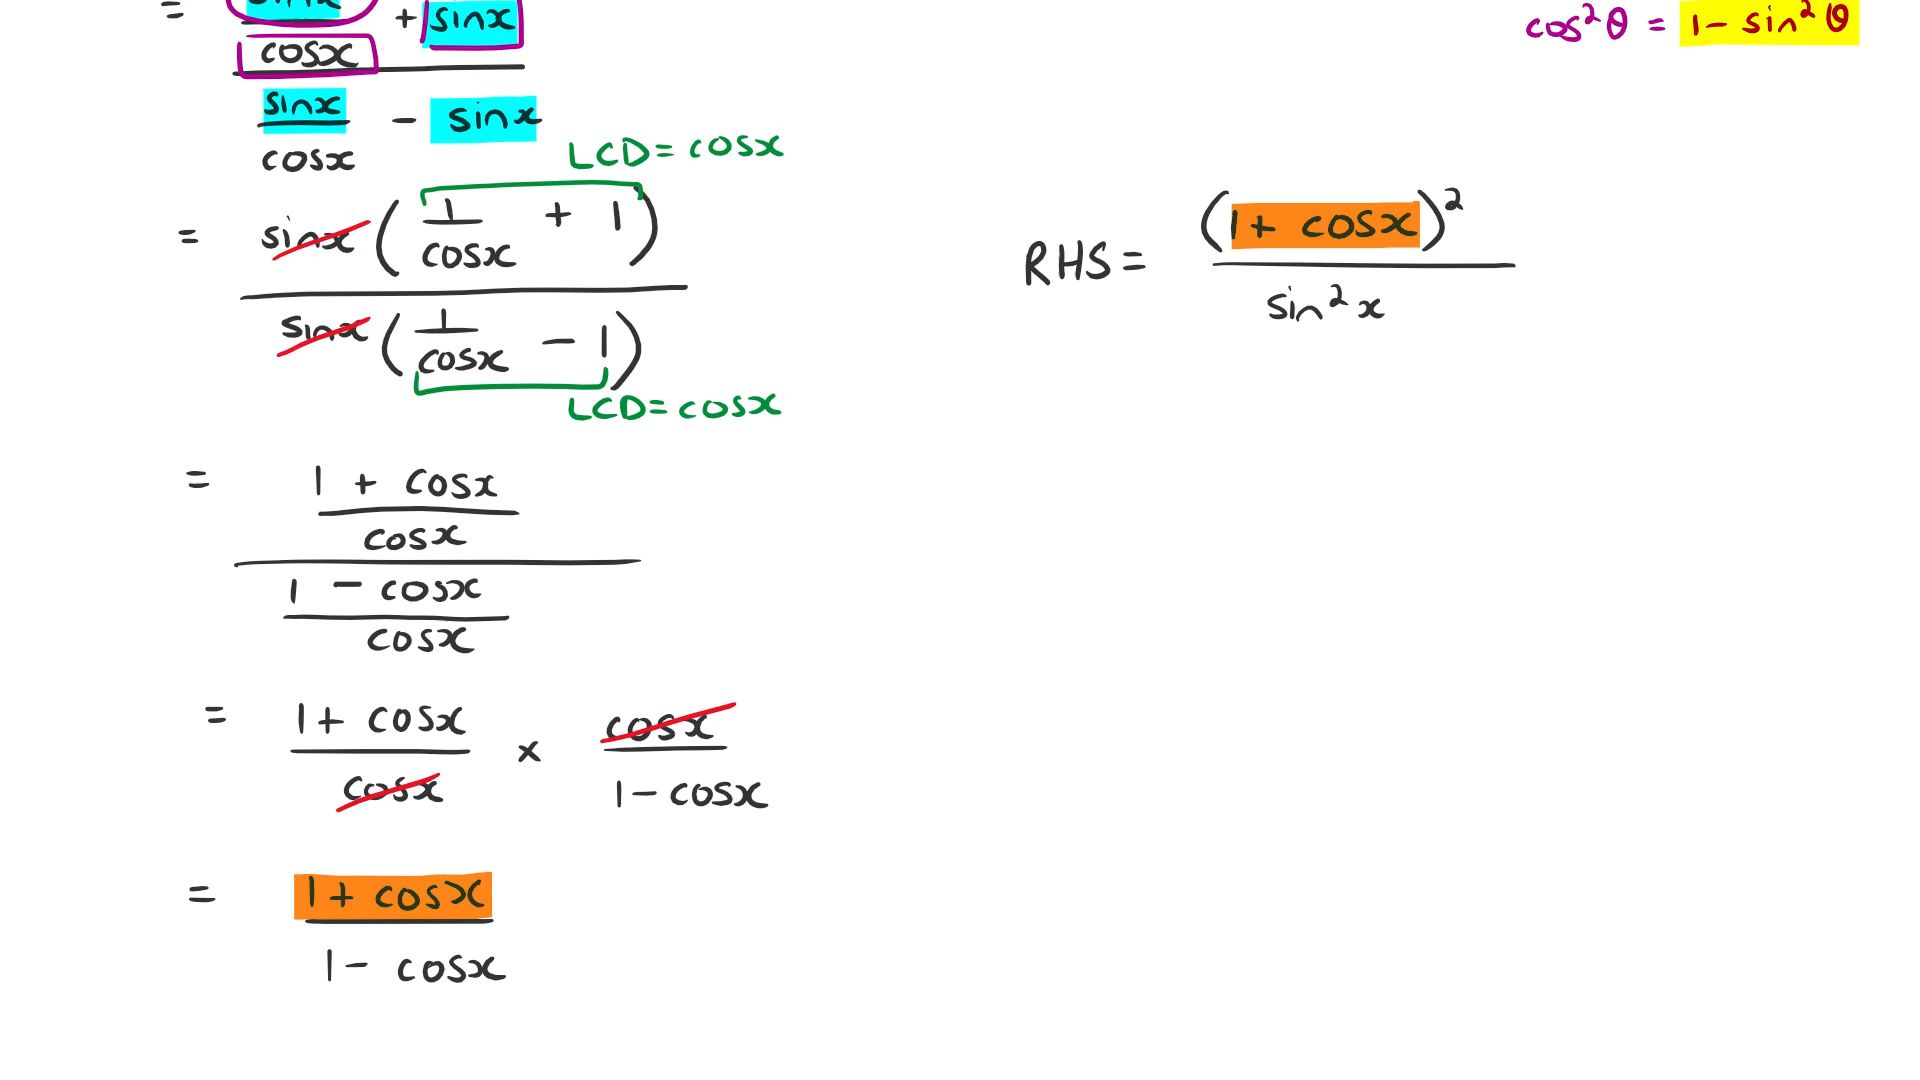 = sinx + sinx
cosx
sinx - sinx
cosx
LCD = cosx
= sinx ( 1 + 1 )
cosx
sinx ( 1 - 1 )
cosx
LCD = cosx
= 1 + cosx
cosx
1 - cosx
cosx
= 1 + cosx x cosx
cosx 1 - cosx
= 1 + cosx
1 - cosx
cos²θ = 1 - sin²θ
RHS = (1 + cosx)²
sin²x